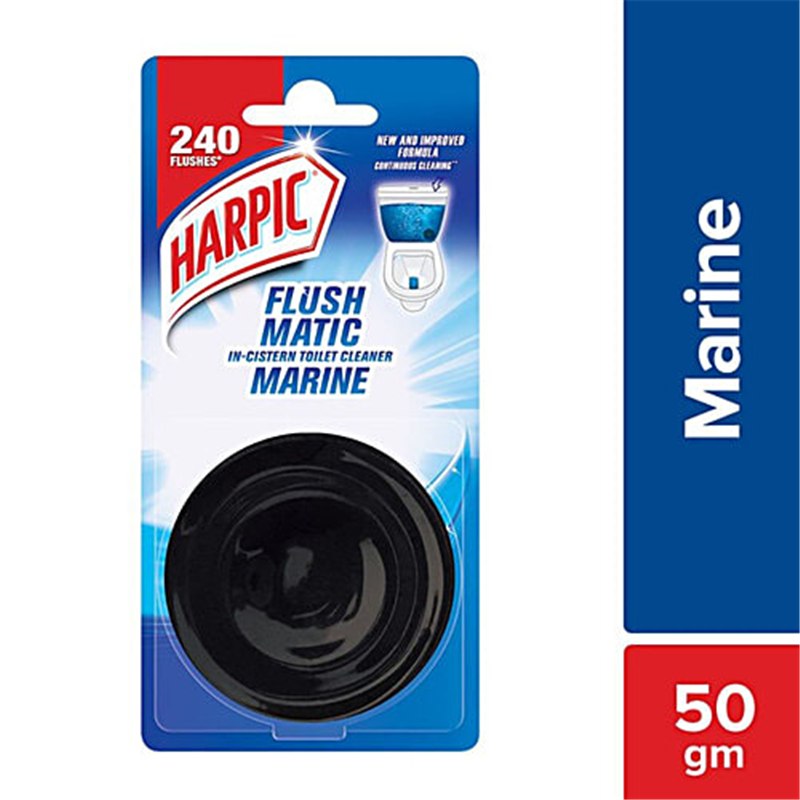 240
FLUSHES*
HARPIC®
NEW AND IMPROVED
FORMULA
CONTINUOUS CLEANING**
FLUSH
MATIC
IN-CISTERN TOILET CLEANER
MARINE
Marine
50
gm